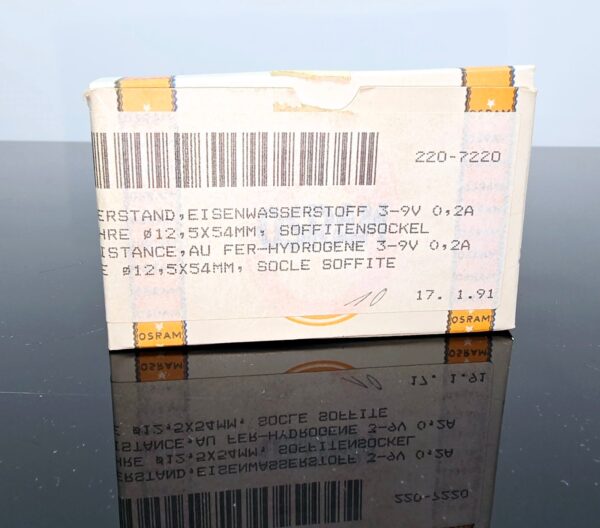 OSRAM
220-7220
ERSTAND,EISENWASSERSTOFF 3-9V 0,2A
HRE ø12,5X54MM, SOFFITENSOCKEL
ISTANCE,AU FER-HYDROGENE 3-9V 0,2A
E ø12,5X54MM, SOCLE SOFFITE
10
17. 1.91
OSRAM
OSRAM